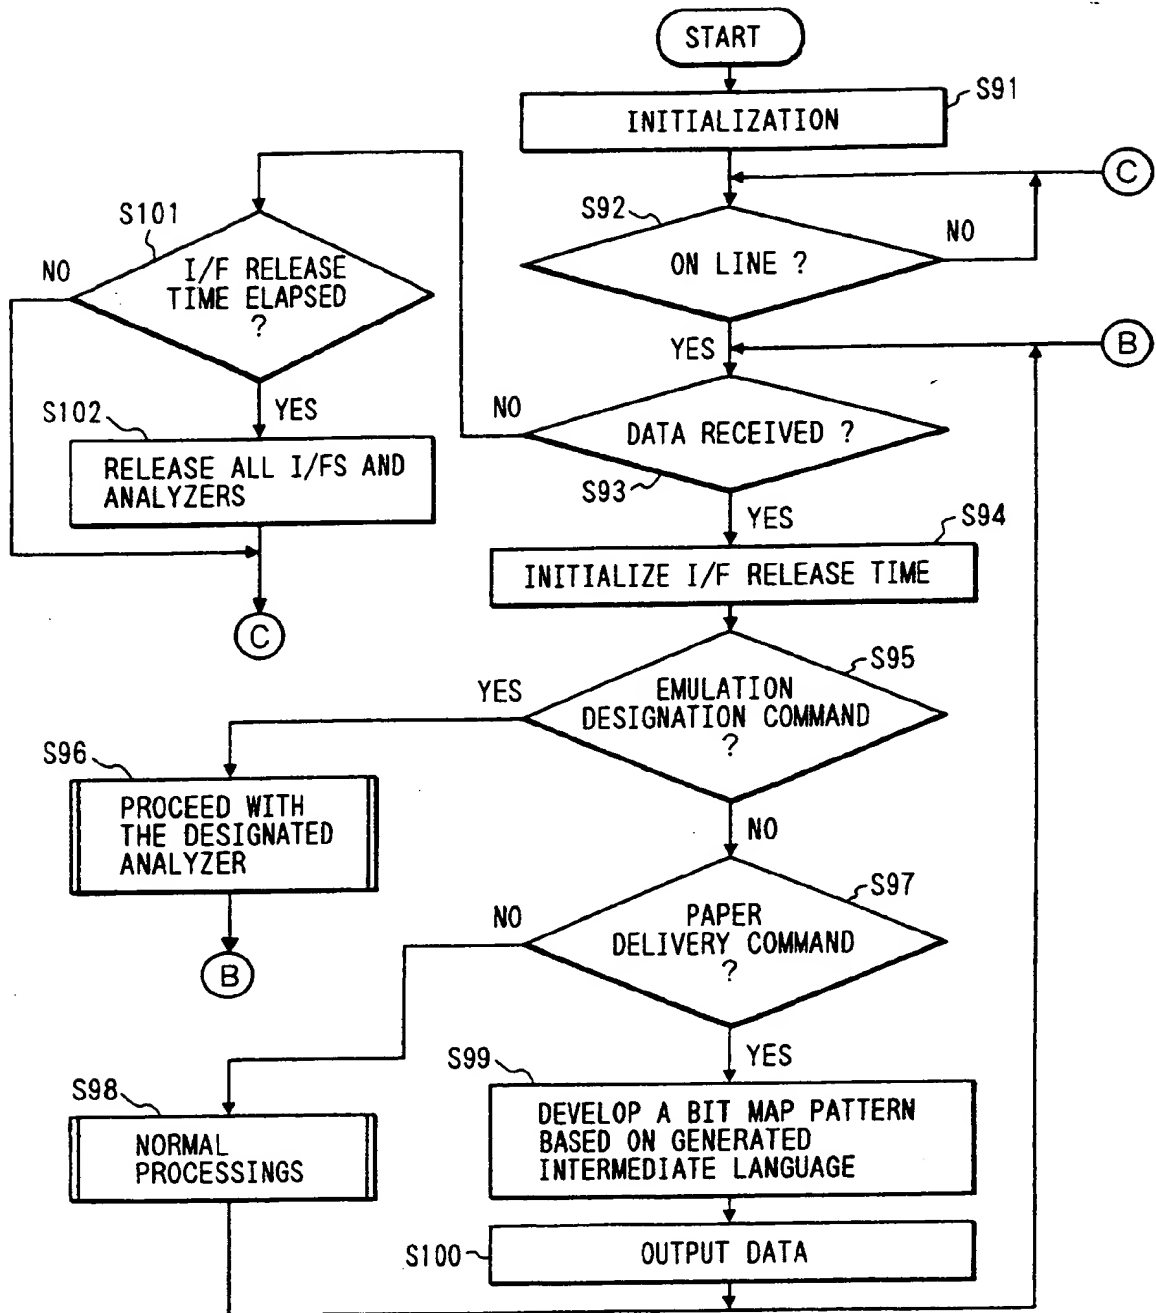 START
S91
INITIALIZATION
C
S92
ON LINE ?
NO
YES
B
S101
I/F RELEASE
TIME ELAPSED
?
NO
YES
S102
RELEASE ALL I/FS AND
ANALYZERS
C
NO
DATA RECEIVED ?
S93
YES
S94
INITIALIZE I/F RELEASE TIME
S95
EMULATION
DESIGNATION COMMAND
?
YES
NO
S96
PROCEED WITH
THE DESIGNATED
ANALYZER
B
S97
PAPER
DELIVERY COMMAND
?
NO
YES
S98
NORMAL
PROCESSINGS
S99
DEVELOP A BIT MAP PATTERN
BASED ON GENERATED
INTERMEDIATE LANGUAGE
S100
OUTPUT DATA